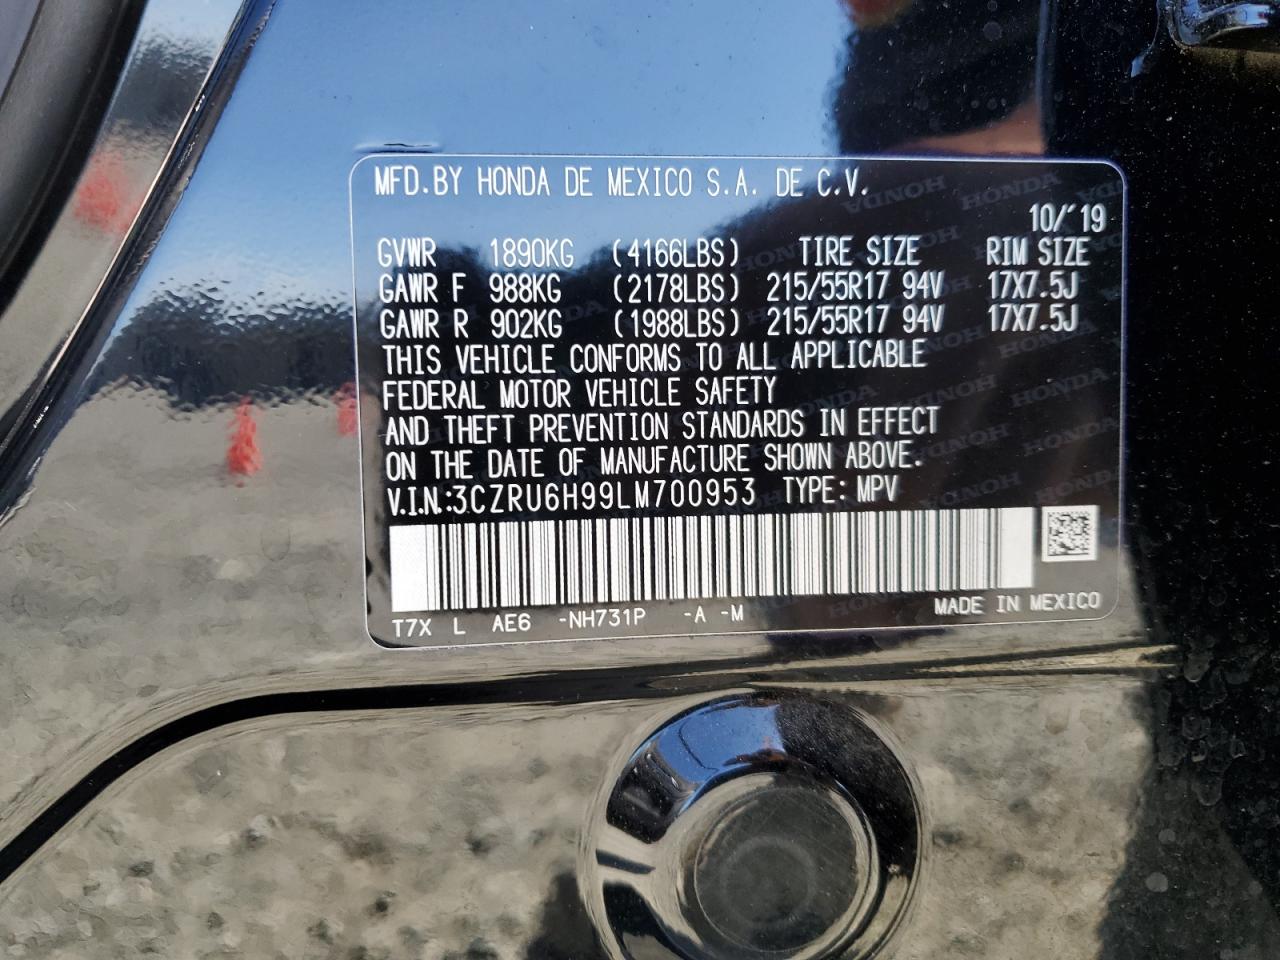 MFD.BY HONDA DE MEXICO S.A. DE C.V.
10/'19
GVWR 1890KG (4166LBS) TIRE SIZE RIM SIZE
GAWR F 988KG (2178LBS) 215/55R17 94V 17X7.5J
GAWR R 902KG (1988LBS) 215/55R17 94V 17X7.5J
THIS VEHICLE CONFORMS TO ALL APPLICABLE
FEDERAL MOTOR VEHICLE SAFETY
AND THEFT PREVENTION STANDARDS IN EFFECT
ON THE DATE OF MANUFACTURE SHOWN ABOVE.
V.I.N.:3CZRU6H99LM700953 TYPE: MPV
T7X L AE6 -NH731P -A -M MADE IN MEXICO